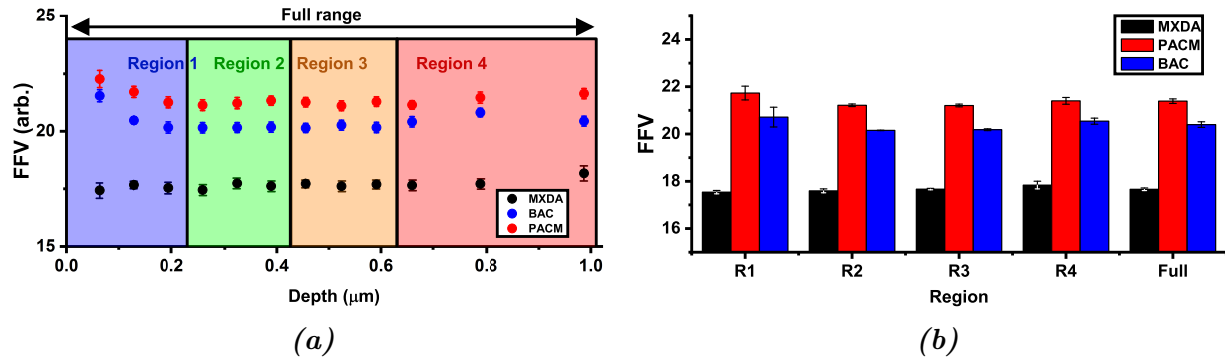 Full range
25
20
15
FFV (arb.)
Region 1
Region 2
Region 3
Region 4
MXDA
BAC
PACM
0.0 0.2 0.4 0.6 0.8 1.0
Depth (μm)
(a)
24
22
20
18
16
FFV
MXDA
PACM
BAC
R1 R2 R3 R4 Full
Region
(b)